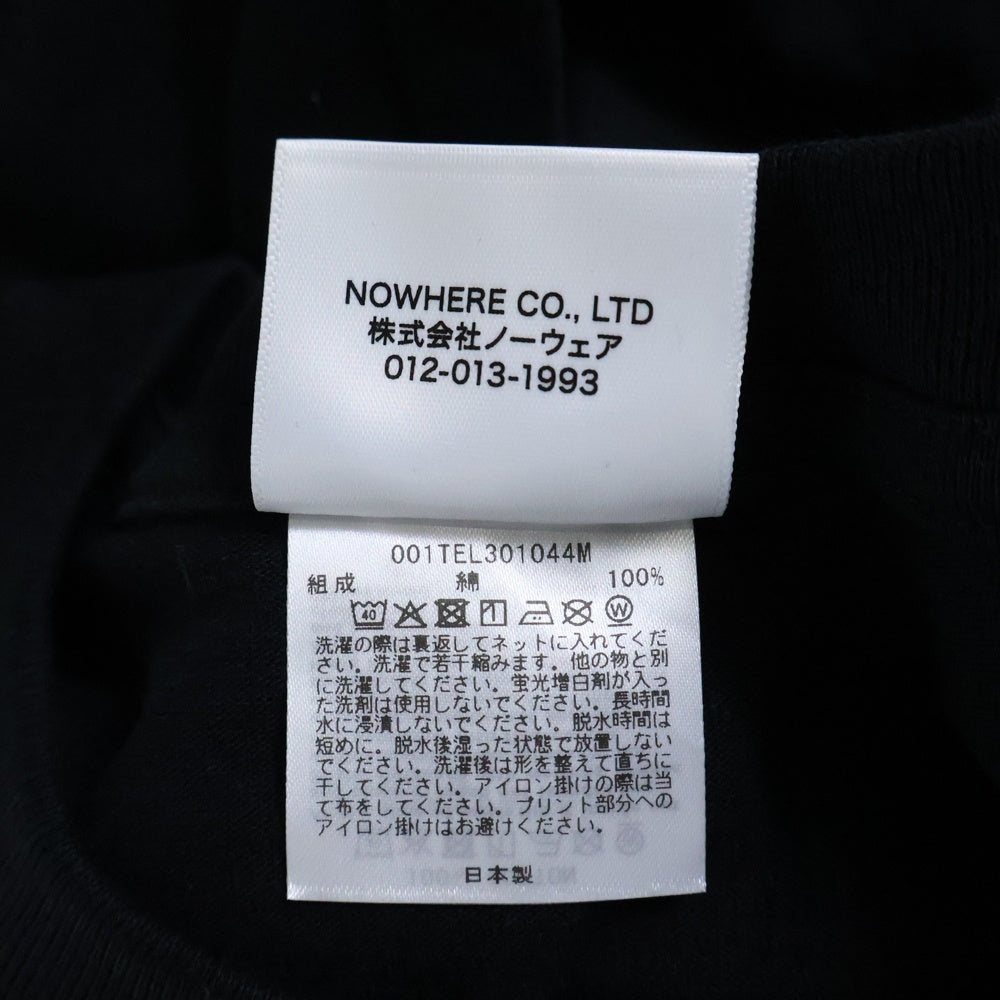 NOWHERE CO., LTD
株式会社ノーウェア
012-013-1993
001TEL301044M
組成 綿 100%
40 W
洗濯の際は裏返してネットに入れてくだ
さい。洗濯で若干縮みます。他の物と別
に洗濯してください。蛍光増白剤が入っ
た洗剤は使用しないでください。長時間
水に浸漬しないでください。脱水時間は
短めに。脱水後湿った状態で放置しない
でください。洗濯後は形を整えて直ちに
干してください。アイロン掛けの際は当
て布をしてください。プリント部分への
アイロン掛けはお避けください。
日本製